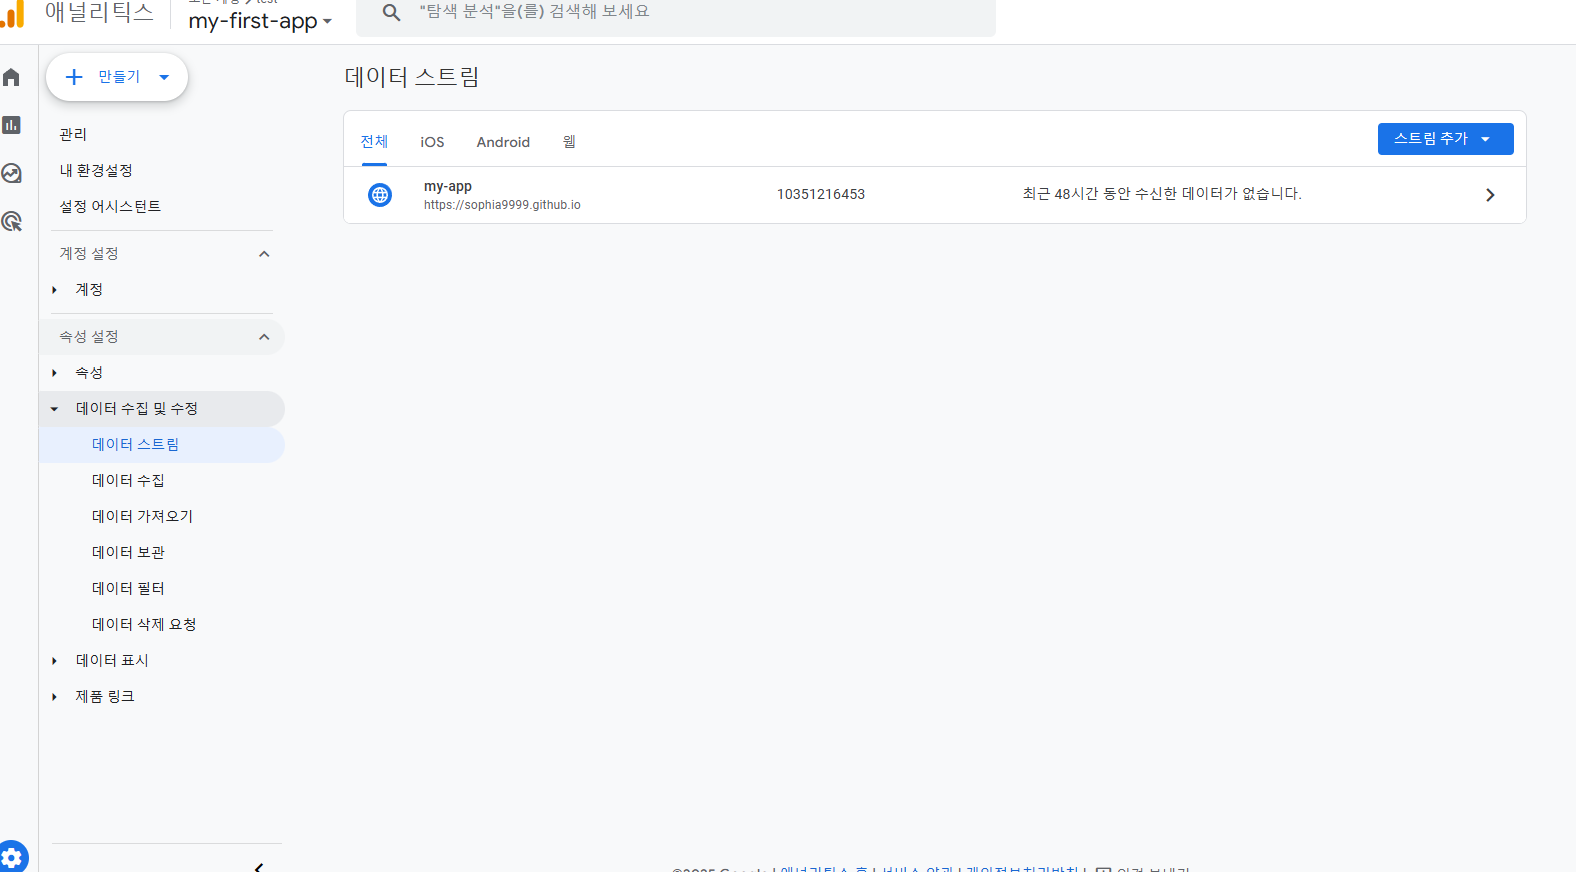 애널리틱스
my-first-app
"탐색 분석"을(를) 검색해 보세요
만들기
관리
내 환경설정
설정 어시스턴트
계정 설정
계정
속성 설정
속성
데이터 수집 및 수정
데이터 스트림
데이터 수집
데이터 가져오기
데이터 보관
데이터 필터
데이터 삭제 요청
데이터 표시
제품 링크
데이터 스트림
전체 iOS Android 웹
스트림 추가
my-app
https://sophia9999.github.io
10351216453
최근 48시간 동안 수신한 데이터가 없습니다.